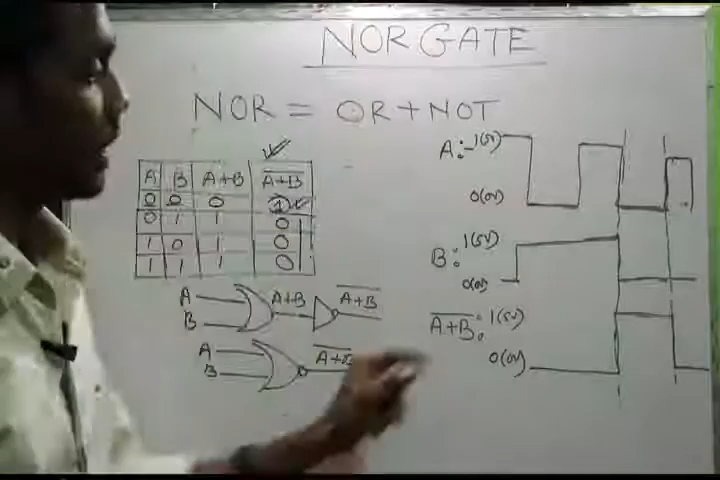 NOR GATE
NOR = OR + NOT
A B A+B A̅+̅B̅
0 0 0 1
0 1 1 0
1 0 1 0
1 1 1 0
A B A+B A̅+̅B̅
A B A̅+̅B̅
A: 1(5V)
0(0V)
B: 1(5V)
0(0V)
A̅+̅B̅: 1(5V)
0(0V)